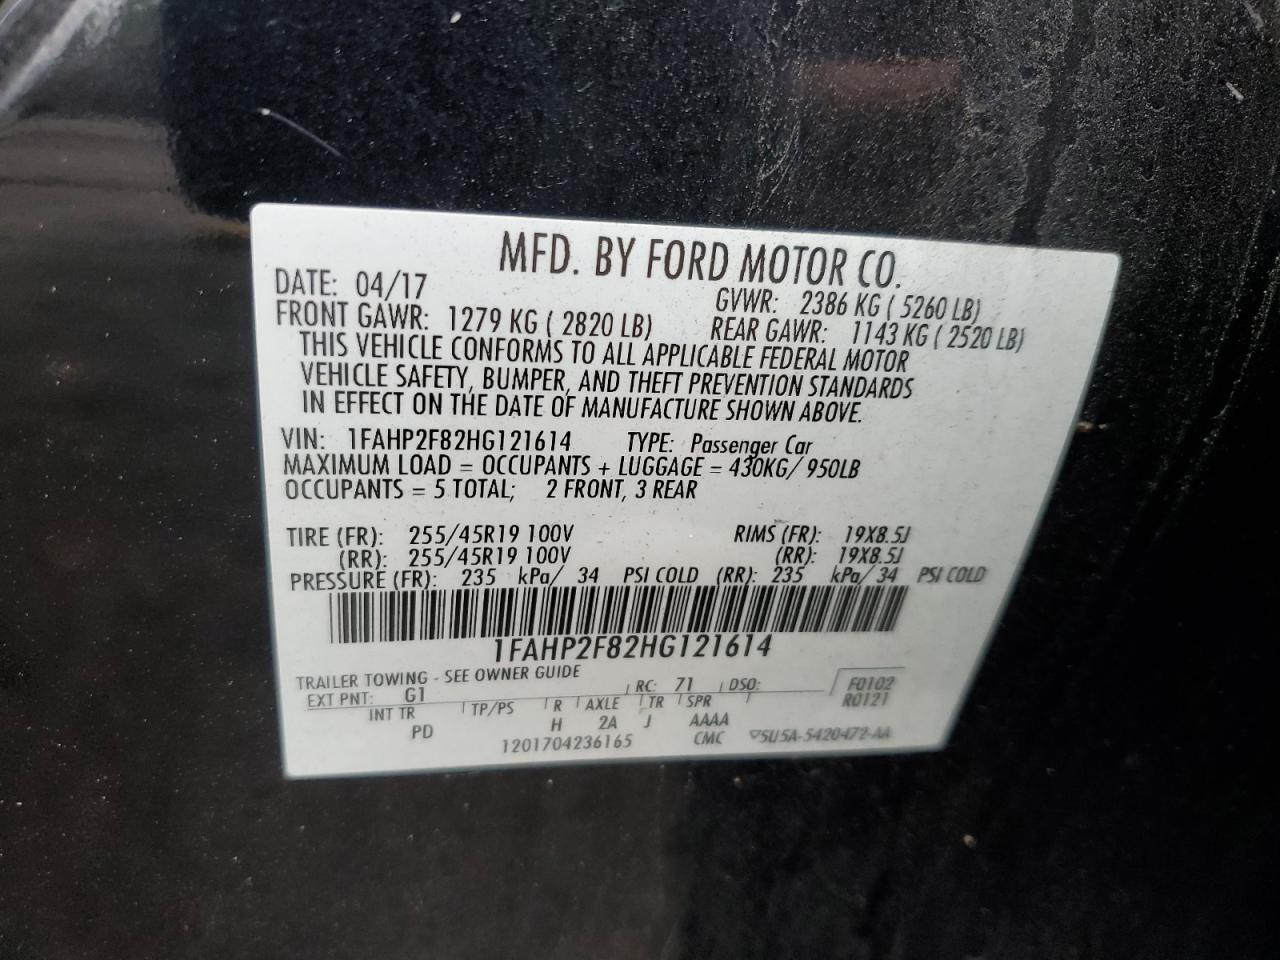 MFD. BY FORD MOTOR CO.
DATE: 04/17 GVWR: 2386 KG ( 5260 LB)
FRONT GAWR: 1279 KG ( 2820 LB) REAR GAWR: 1143 KG ( 2520 LB)
THIS VEHICLE CONFORMS TO ALL APPLICABLE FEDERAL MOTOR
VEHICLE SAFETY, BUMPER, AND THEFT PREVENTION STANDARDS
IN EFFECT ON THE DATE OF MANUFACTURE SHOWN ABOVE.
VIN: 1FAHP2F82HG121614 TYPE: Passenger Car
MAXIMUM LOAD = OCCUPANTS + LUGGAGE = 430KG/ 950LB
OCCUPANTS = 5 TOTAL; 2 FRONT, 3 REAR
TIRE (FR): 255/45R19 100V RIMS (FR): 19X8.5J
(RR): 255/45R19 100V (RR): 19X8.5J
PRESSURE (FR): 235 kPa/ 34 PSI COLD (RR): 235 kPa/ 34 PSI COLD
1FAHP2F82HG121614
TRAILER TOWING - SEE OWNER GUIDE
EXT PNT: G1 RC: 71 DSO: F0102
R0121
INT TR TP/PS R AXLE TR SPR
PD H 2A J AAAA
1201704236165 CMC ▽5U5A-5420472-AA